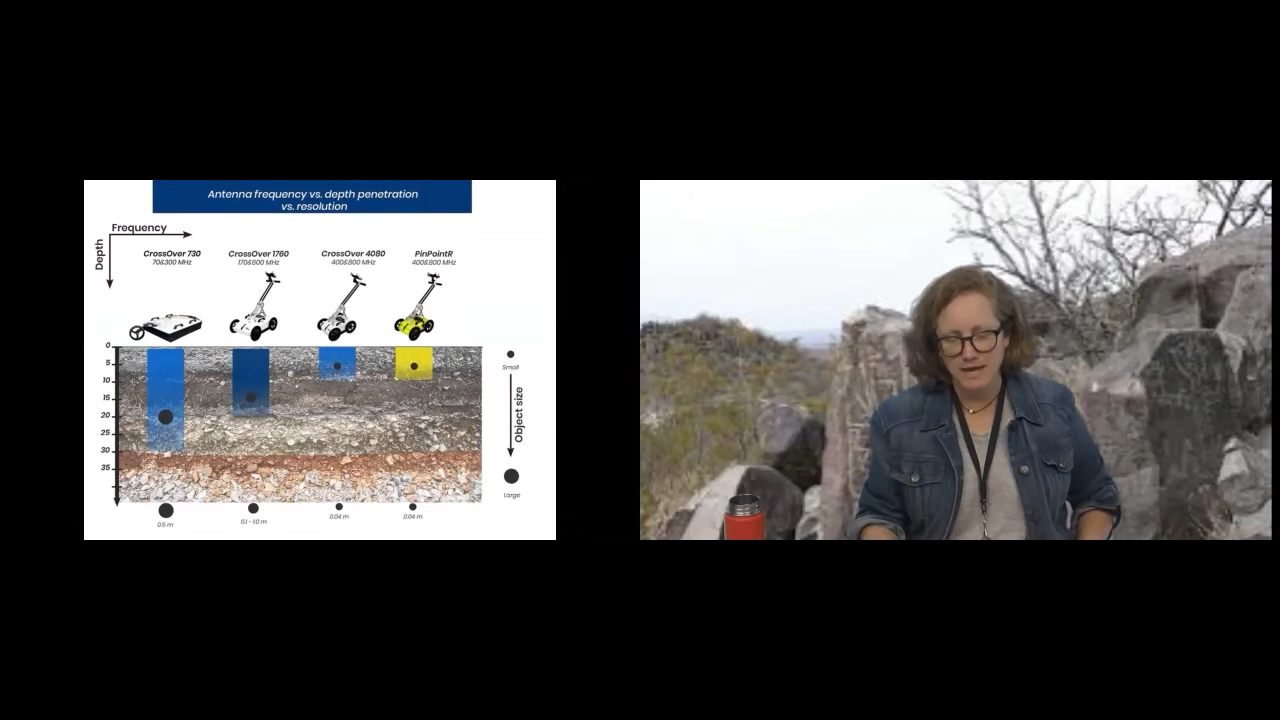 Antenna frequency vs. depth penetration
vs. resolution
Frequency
Depth
CrossOver 730
70&300 MHz
CrossOver 1760
170&600 MHz
CrossOver 4080
400&800 MHz
PinPointR
400&800 MHz
0
5
10
15
20
25
30
35
Small
Object size
Large
0.5 m
0.1 - 1.0 m
0.04 m
0.04 m